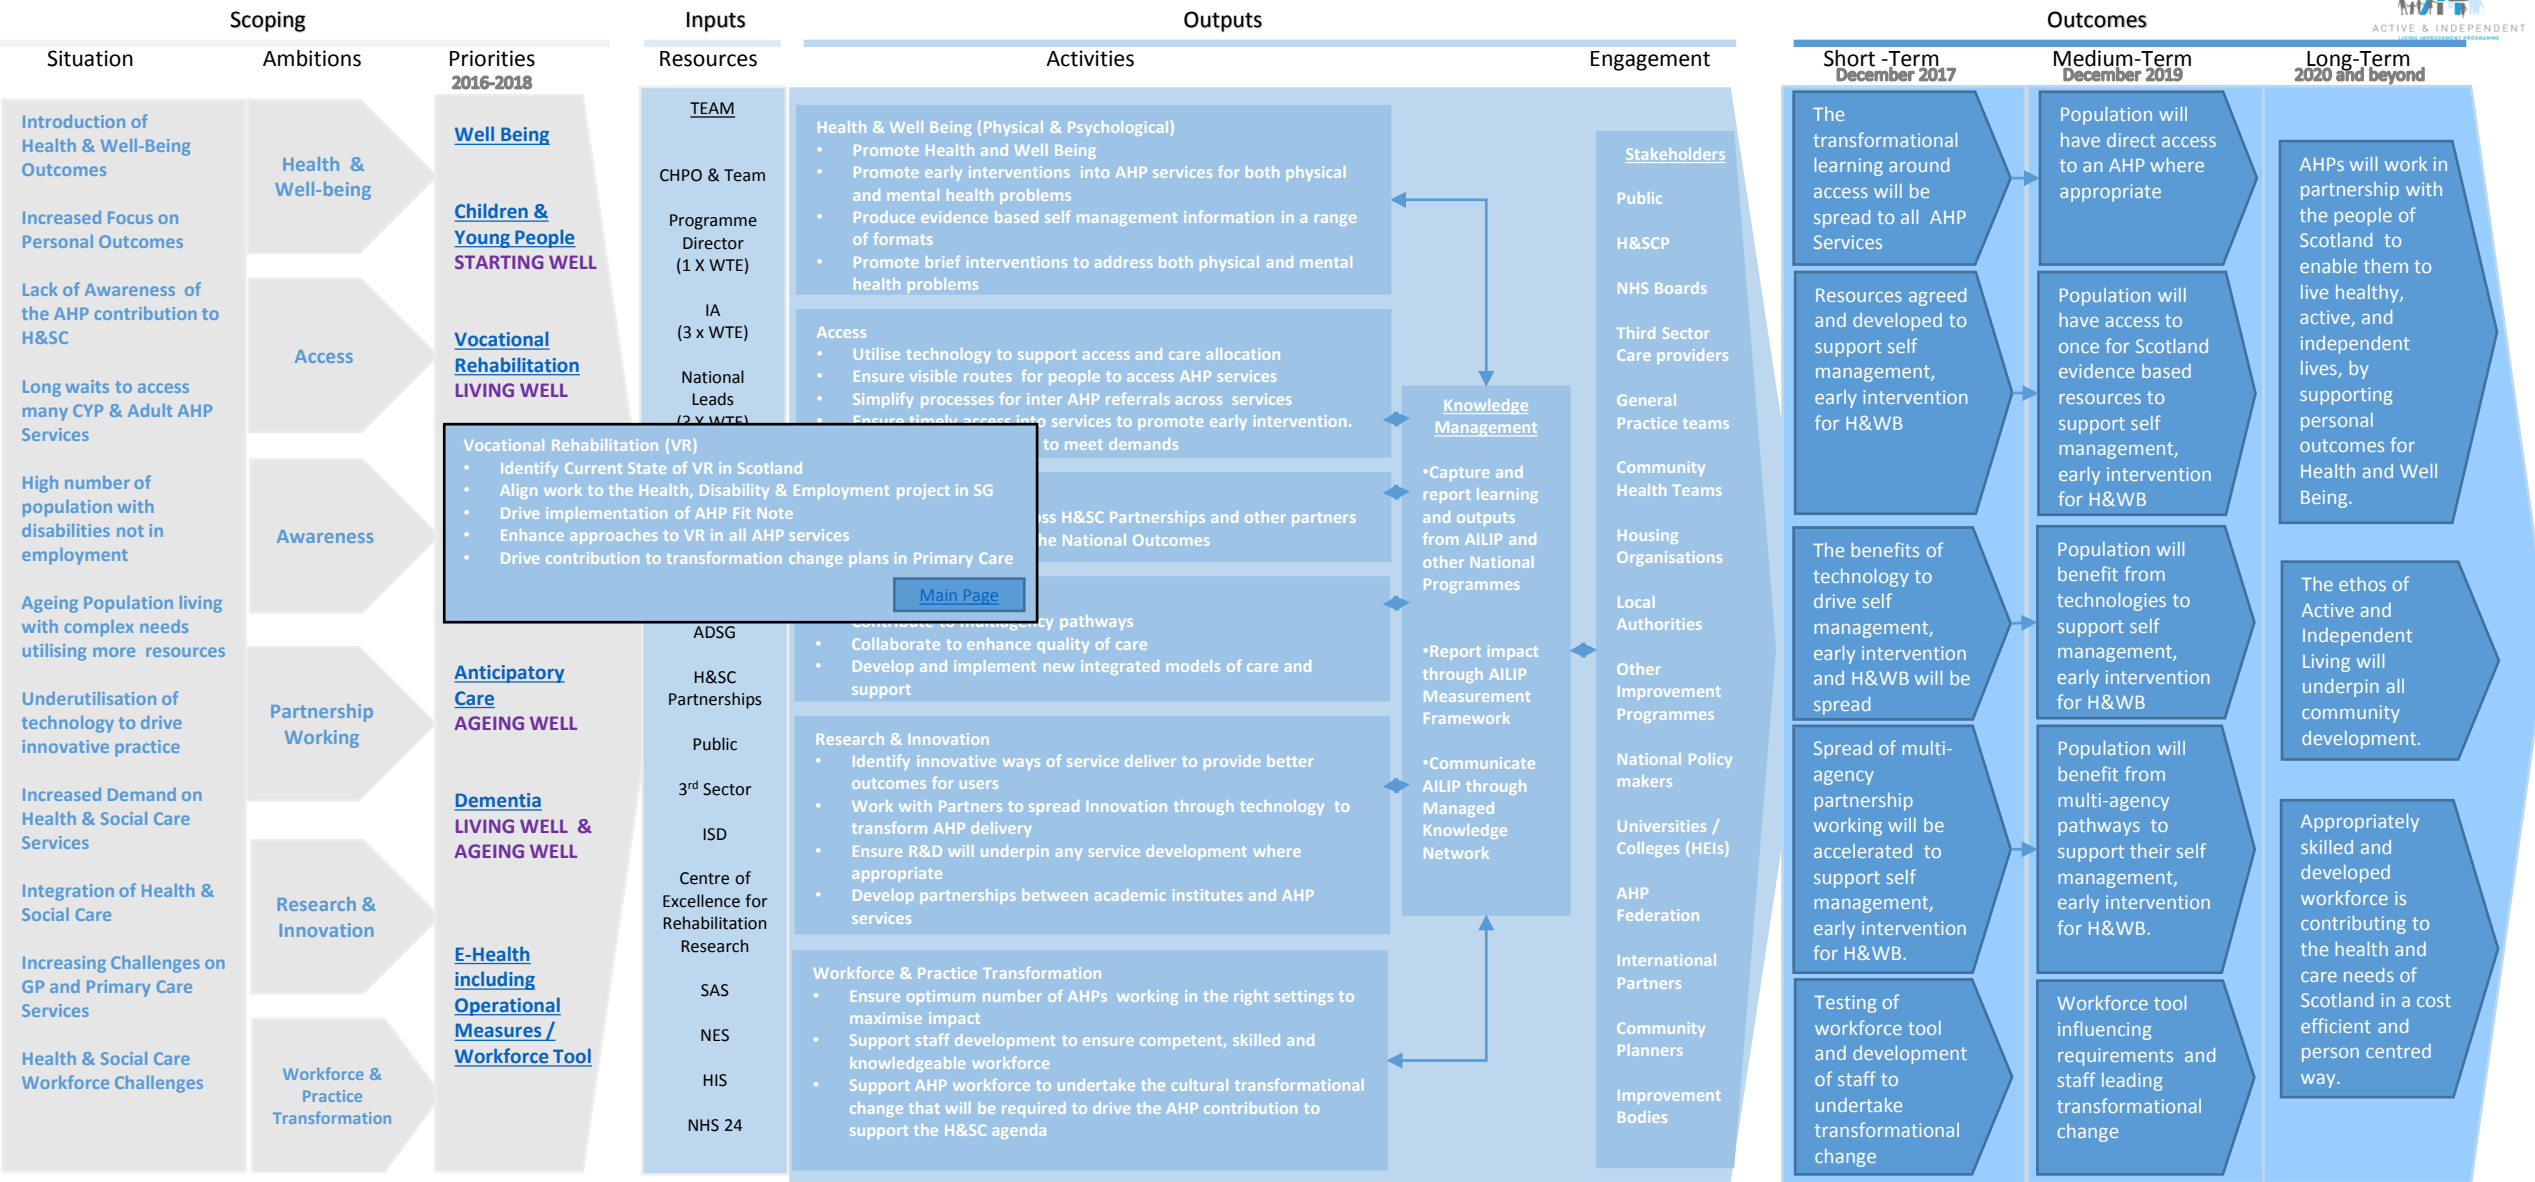 Scoping
Inputs
Outputs
Outcomes
ACTIVE & INDEPENDENT
LIVING IMPROVEMENT PROGRAMME
Situation
Ambitions
Priorities
2016-2018
Resources
Activities
Engagement
Short -Term
December 2017
Medium-Term
December 2019
Long-Term
2020 and beyond
Introduction of
Health & Well-Being
Outcomes
Increased Focus on
Personal Outcomes
Lack of Awareness of
the AHP contribution to
H&SC
Long waits to access
many CYP & Adult AHP
Services
High number of
population with
disabilities not in
employment
Ageing Population living
with complex needs
utilising more resources
Underutilisation of
technology to drive
innovative practice
Increased Demand on
Health & Social Care
Services
Integration of Health &
Social Care
Increasing Challenges on
GP and Primary Care
Services
Health & Social Care
Workforce Challenges
Health &
Well-being
Access
Awareness
Partnership
Working
Research &
Innovation
Workforce &
Practice
Transformation
Well Being
Children &
Young People
STARTING WELL
Vocational
Rehabilitation
LIVING WELL
Anticipatory
Care
AGEING WELL
Dementia
LIVING WELL &
AGEING WELL
E-Health
including
Operational
Measures /
Workforce Tool
TEAM
CHPO & Team
Programme
Director
(1 X WTE)
IA
(3 x WTE)
National
Leads
X WTE)
ADSG
H&SC
Partnerships
Public
3rd Sector
ISD
Centre of
Excellence for
Rehabilitation
Research
SAS
NES
HIS
NHS 24
Vocational Rehabilitation (VR)
• Identify Current State of VR in Scotland
• Align work to the Health, Disability & Employment project in SG
• Drive implementation of AHP Fit Note
• Enhance approaches to VR in all AHP services
• Drive contribution to transformation change plans in Primary Care
Main Page
Health & Well Being (Physical & Psychological)
• Promote Health and Well Being
• Promote early interventions into AHP services for both physical
and mental health problems
• Produce evidence based self management information in a range
of formats
• Promote brief interventions to address both physical and mental
health problems
Access
• Utilise technology to support access and care allocation
• Ensure visible routes for people to access AHP services
• Simplify processes for inter AHP referrals across services
• Ensure timely access into services to promote early intervention.
to meet demands
H&SC Partnerships and other partners
National Outcomes
Contribute to multiagency pathways
• Collaborate to enhance quality of care
• Develop and implement new integrated models of care and
support
Research & Innovation
• Identify innovative ways of service deliver to provide better
outcomes for users
• Work with Partners to spread Innovation through technology to
transform AHP delivery
• Ensure R&D will underpin any service development where
appropriate
• Develop partnerships between academic institutes and AHP
services
Workforce & Practice Transformation
• Ensure optimum number of AHPs working in the right settings to
maximise impact
• Support staff development to ensure competent, skilled and
knowledgeable workforce
• Support AHP workforce to undertake the cultural transformational
change that will be required to drive the AHP contribution to
support the H&SC agenda
Knowledge
Management
•Capture and
report learning
and outputs
from AILIP and
other National
Programmes
•Report impact
through AILIP
Measurement
Framework
•Communicate
AILIP through
Managed
Knowledge
Network
Stakeholders
Public
H&SCP
NHS Boards
Third Sector
Care providers
General
Practice teams
Community
Health Teams
Housing
Organisations
Local
Authorities
Other
Improvement
Programmes
National Policy
makers
Universities /
Colleges (HEIs)
AHP
Federation
International
Partners
Community
Planners
Improvement
Bodies
The
transformational
learning around
access will be
spread to all AHP
Services
Resources agreed
and developed to
support self
management,
early intervention
for H&WB
The benefits of
technology to
drive self
management,
early intervention
and H&WB will be
spread
Spread of multi-
agency
partnership
working will be
accelerated to
support self
management,
early intervention
for H&WB.
Testing of
workforce tool
and development
of staff to
undertake
transformational
change
Population will
have direct access
to an AHP where
appropriate
Population will
have access to
once for Scotland
evidence based
resources to
support self
management,
early intervention
for H&WB
Population will
benefit from
technologies to
support self
management,
early intervention
for H&WB
Population will
benefit from
multi-agency
pathways to
support their self
management,
early intervention
for H&WB.
Workforce tool
influencing
requirements and
staff leading
transformational
change
AHPs will work in
partnership with
the people of
Scotland to
enable them to
live healthy,
active, and
independent
lives, by
supporting
personal
outcomes for
Health and Well
Being.
The ethos of
Active and
Independent
Living will
underpin all
community
development.
Appropriately
skilled and
developed
workforce is
contributing to
the health and
care needs of
Scotland in a cost
efficient and
person centred
way.